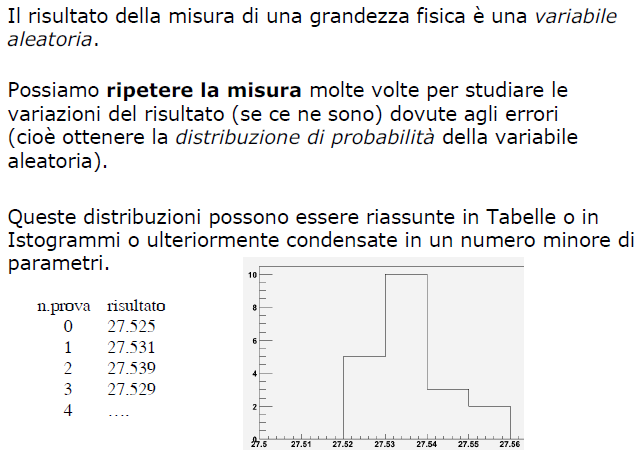 Il risultato della misura di una grandezza fisica è una variabile
aleatoria.
Possiamo ripetere la misura molte volte per studiare le
variazioni del risultato (se ce ne sono) dovute agli errori
(cioè ottenere la distribuzione di probabilità della variabile
aleatoria).
Queste distribuzioni possono essere riassunte in Tabelle o in
Istogrammi o ulteriormente condensate in un numero minore di
parametri.
n.prova risultato
0 27.525
1 27.531
2 27.539
3 27.529
4 ....
10
8
6
4
2
0
27.5 27.51 27.52 27.53 27.54 27.55 27.56